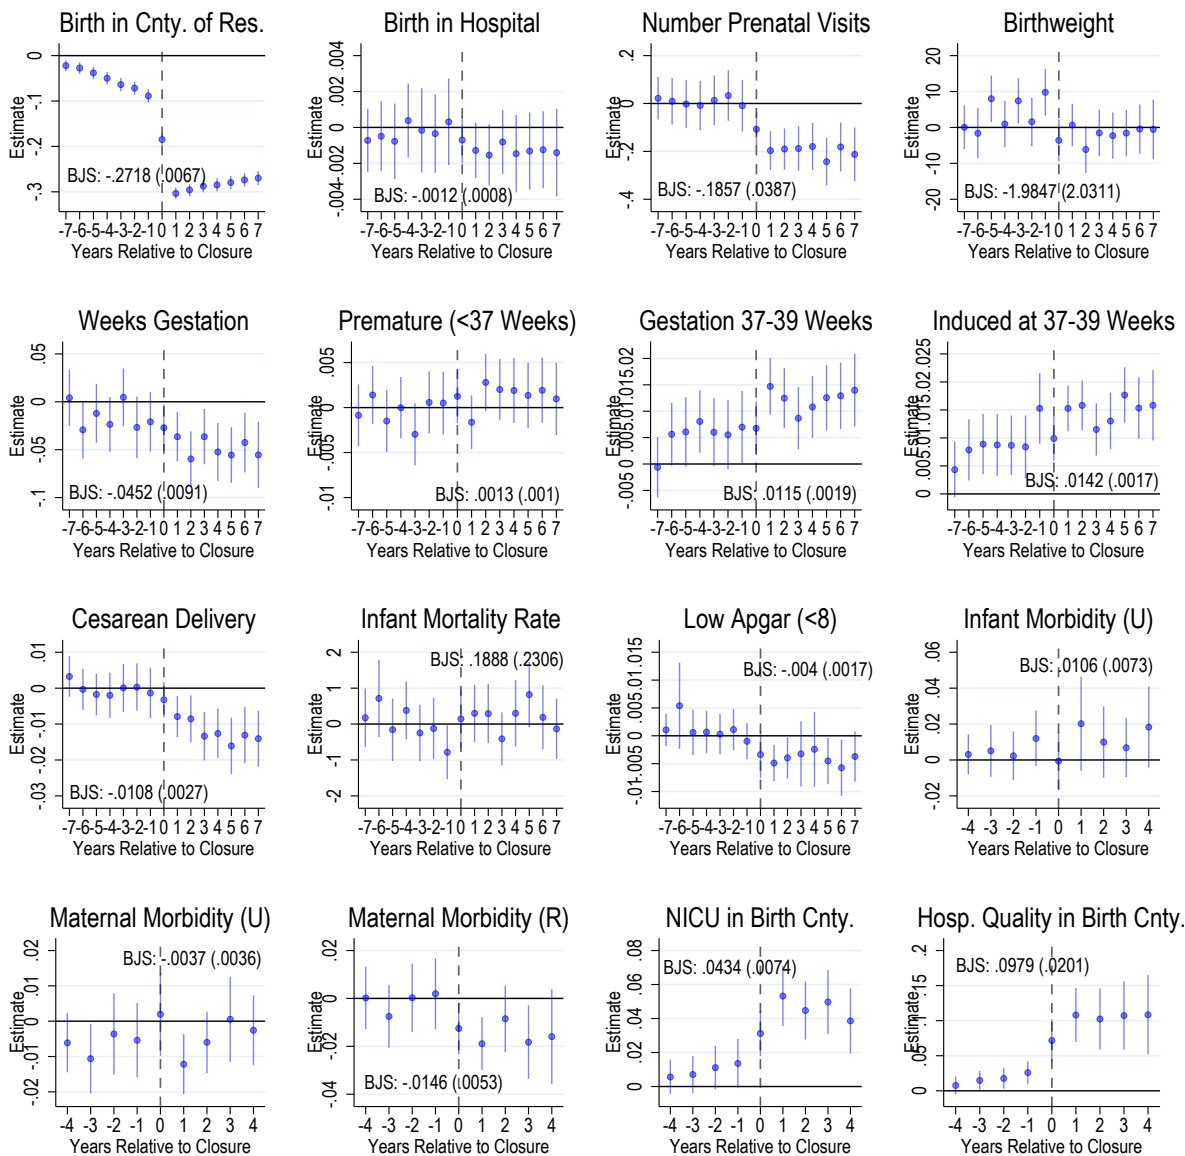 Birth in Cnty. of Res.
Estimate
0
-.1
-.2
-.3
BJS: -.2718 (.0067)
-7-6-5-4-3-2-1 0 1 2 3 4 5 6 7
Years Relative to Closure
Birth in Hospital
Estimate
-.004 -.002 0 .002 .004
BJS: -.0012 (.0008)
-7-6-5-4-3-2-1 0 1 2 3 4 5 6 7
Years Relative to Closure
Number Prenatal Visits
Estimate
-.4 -.2 0 .2
BJS: -.1857 (.0387)
-7-6-5-4-3-2-1 0 1 2 3 4 5 6 7
Years Relative to Closure
Birthweight
Estimate
-20 -10 0 10 20
BJS: -1.9847 (2.0311)
-7-6-5-4-3-2-1 0 1 2 3 4 5 6 7
Years Relative to Closure
Weeks Gestation
Estimate
-.1 -.05 0 .05
BJS: -.0452 (.0091)
-7-6-5-4-3-2-1 0 1 2 3 4 5 6 7
Years Relative to Closure
Premature (<37 Weeks)
Estimate
-.01 -.005 0 .005
BJS: .0013 (.001)
-7-6-5-4-3-2-1 0 1 2 3 4 5 6 7
Years Relative to Closure
Gestation 37-39 Weeks
Estimate
-.005 0 .005 .01 .015 .02
BJS: .0115 (.0019)
-7-6-5-4-3-2-1 0 1 2 3 4 5 6 7
Years Relative to Closure
Induced at 37-39 Weeks
Estimate
0 .005 .01 .015 .02 .025
BJS: .0142 (.0017)
-7-6-5-4-3-2-1 0 1 2 3 4 5 6 7
Years Relative to Closure
Cesarean Delivery
Estimate
-.03 -.02 -.01 0 .01
BJS: -.0108 (.0027)
-7-6-5-4-3-2-1 0 1 2 3 4 5 6 7
Years Relative to Closure
Infant Mortality Rate
Estimate
-2 -1 0 1 2
BJS: .1888 (.2306)
-7-6-5-4-3-2-1 0 1 2 3 4 5 6 7
Years Relative to Closure
Low Apgar (<8)
Estimate
-.01 -.005 0 .005 .01 .015
BJS: -.004 (.0017)
-7-6-5-4-3-2-1 0 1 2 3 4 5 6 7
Years Relative to Closure
Infant Morbidity (U)
Estimate
-.02 0 .02 .04 .06
BJS: .0106 (.0073)
-4 -3 -2 -1 0 1 2 3 4
Years Relative to Closure
Maternal Morbidity (U)
Estimate
-.02 -.01 0 .01 .02
BJS: -.0037 (.0036)
-4 -3 -2 -1 0 1 2 3 4
Years Relative to Closure
Maternal Morbidity (R)
Estimate
-.04 -.02 0 .02
BJS: -.0146 (.0053)
-4 -3 -2 -1 0 1 2 3 4
Years Relative to Closure
NICU in Birth Cnty.
Estimate
0 .02 .04 .06 .08
BJS: .0434 (.0074)
-4 -3 -2 -1 0 1 2 3 4
Years Relative to Closure
Hosp. Quality in Birth Cnty.
Estimate
0 .05 .1 .15 .2
BJS: .0979 (.0201)
-4 -3 -2 -1 0 1 2 3 4
Years Relative to Closure